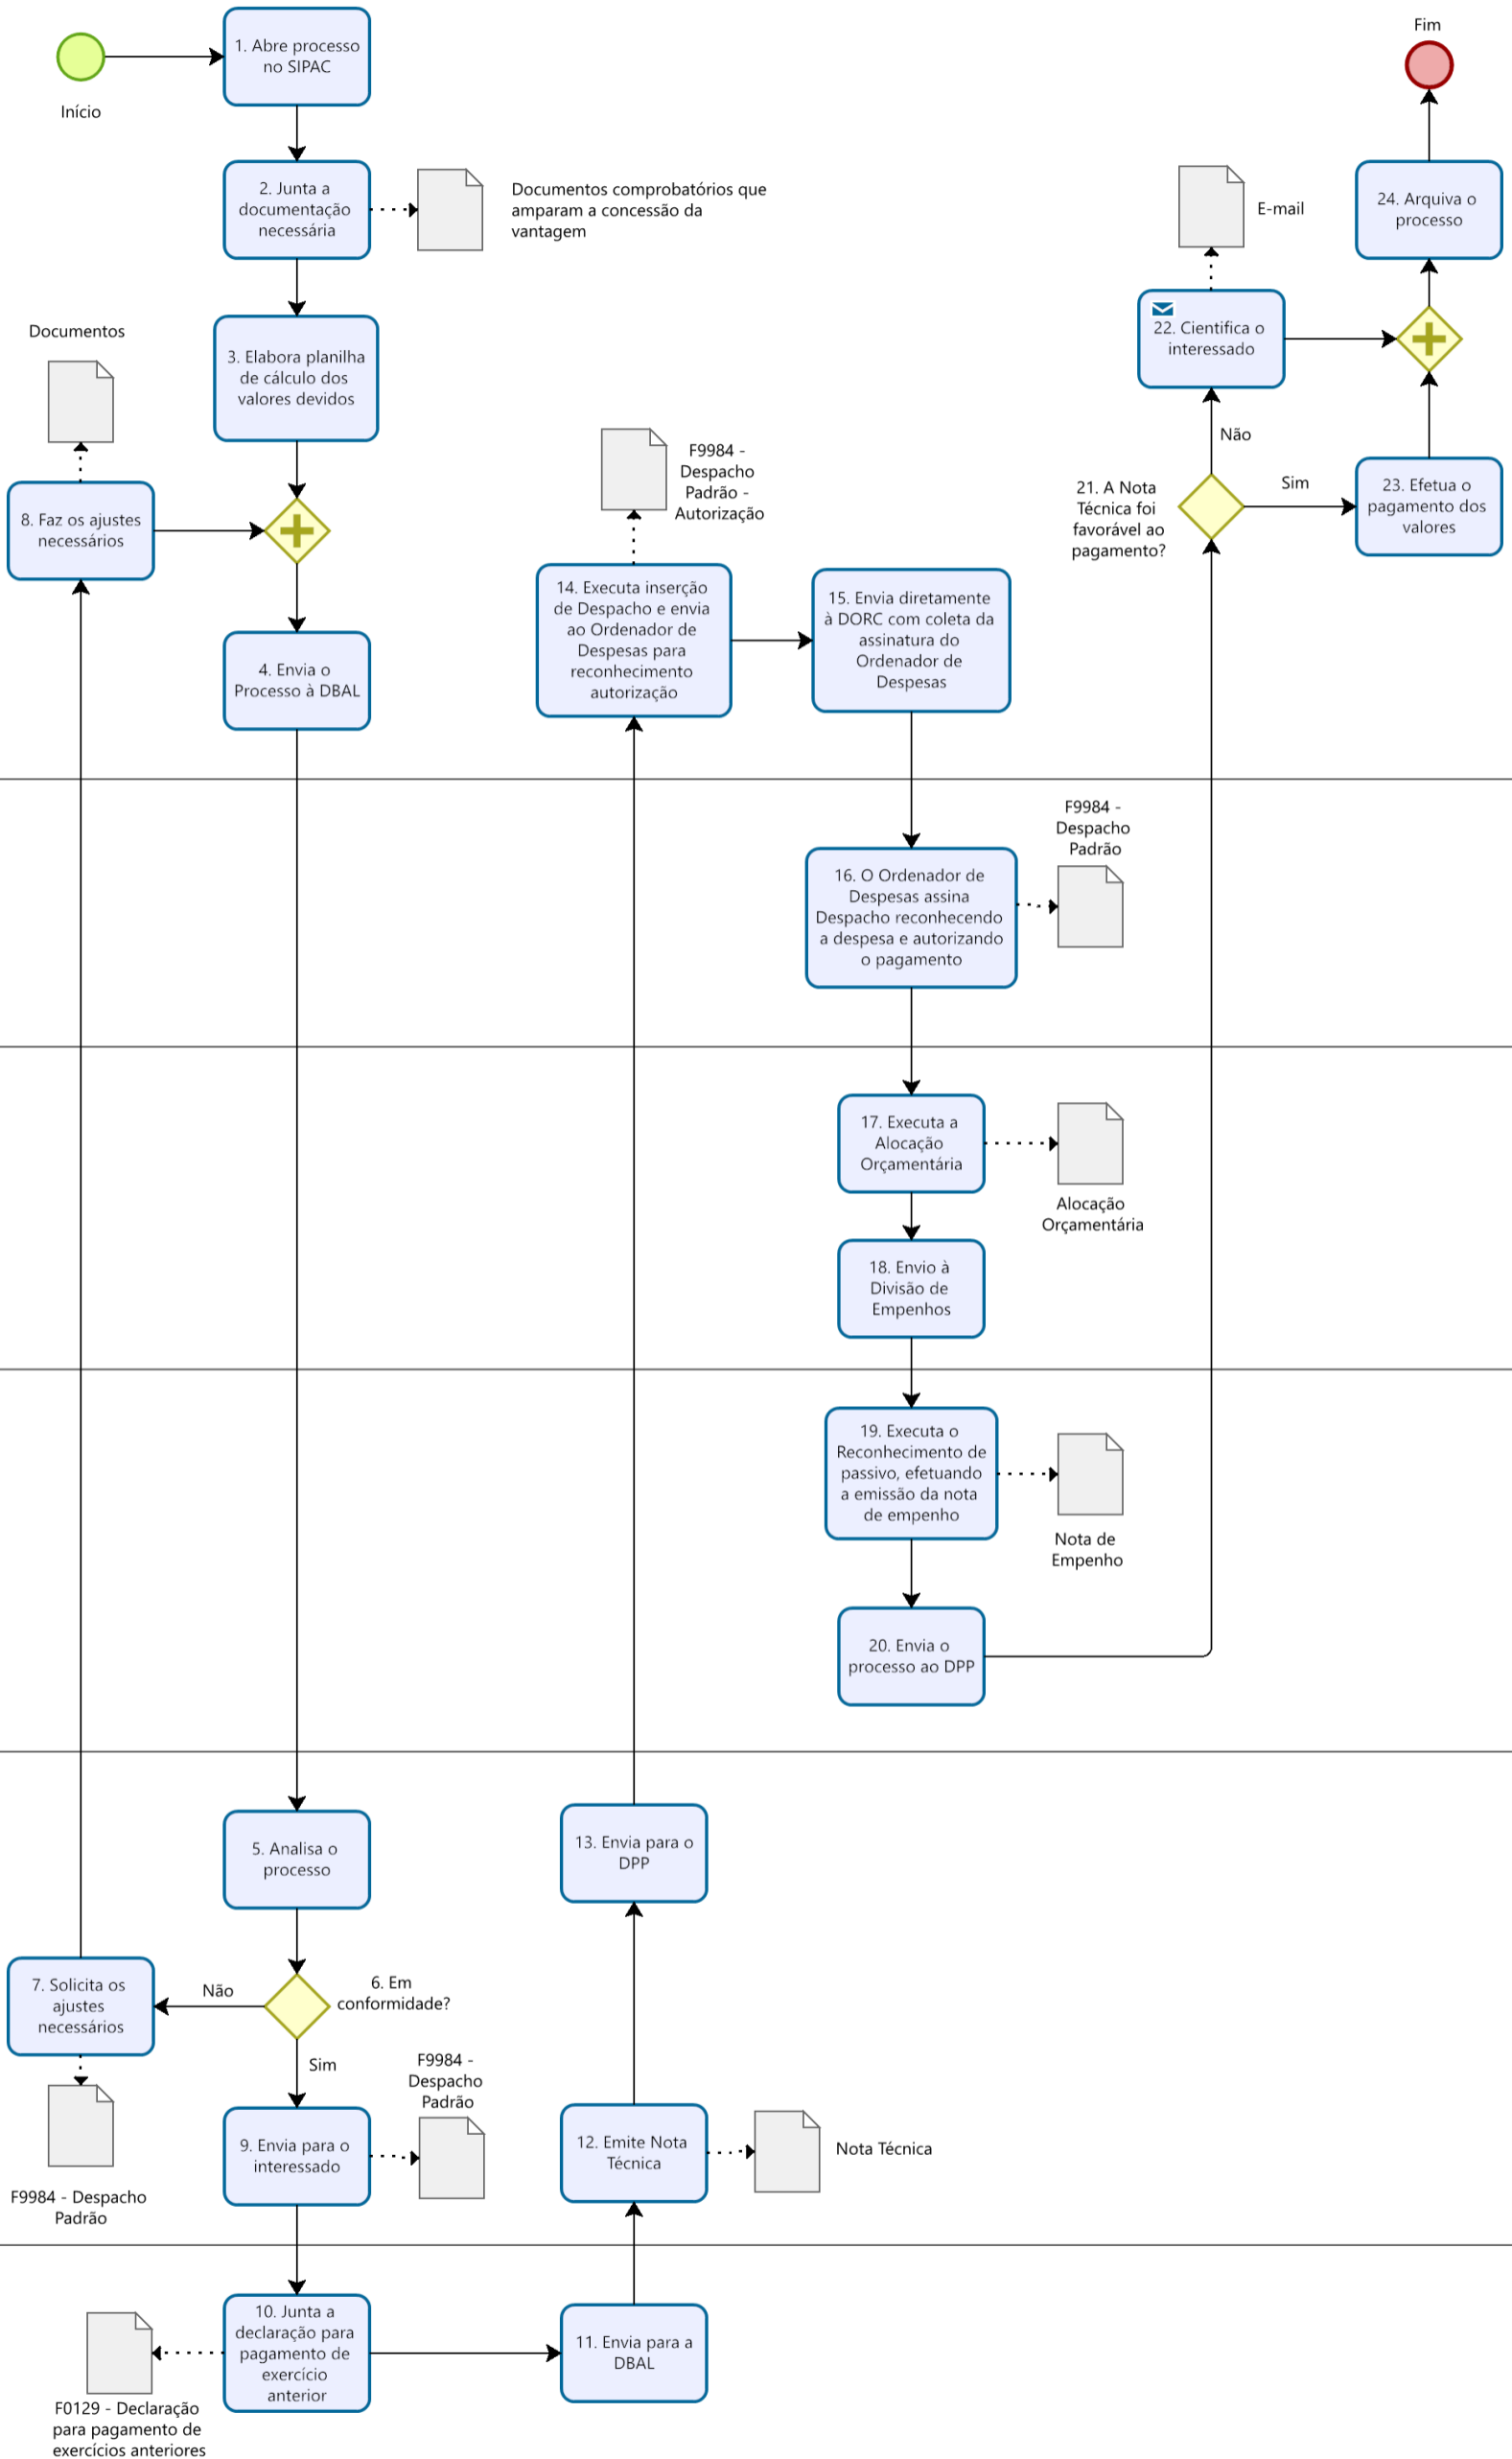 Início
1. Abre processo
no SIPAC
2. Junta a
documentação
necessária
Documentos comprobatórios que
amparam a concessão da
vantagem
3. Elabora planilha
de cálculo dos
valores devidos
Documentos
8. Faz os ajustes
necessários
4. Envia o
Processo à DBAL
F9984 -
Despacho
Padrão -
Autorização
14. Executa inserção
de Despacho e envia
ao Ordenador de
Despesas para
reconhecimento
autorização
15. Envia diretamente
à DORC com coleta da
assinatura do
Ordenador de
Despesas
Fim
24. Arquiva o
processo
E-mail
22. Cientifica o
interessado
Não
21. A Nota
Técnica foi
favorável ao
pagamento?
Sim
23. Efetua o
pagamento dos
valores
F9984 -
Despacho
Padrão
16. O Ordenador de
Despesas assina
Despacho reconhecendo
a despesa e autorizando
o pagamento
17. Executa a
Alocação
Orçamentária
Alocação
Orçamentária
18. Envio à
Divisão de
Empenhos
19. Executa o
Reconhecimento de
passivo, efetuando
a emissão da nota
de empenho
Nota de
Empenho
20. Envia o
processo ao DPP
5. Analisa o
processo
13. Envia para o
DPP
7. Solicita os
ajustes
necessários
Não
6. Em
conformidade?
Sim
F9984 -
Despacho
Padrão
9. Envia para o
interessado
12. Emite Nota
Técnica
Nota Técnica
F9984 - Despacho
Padrão
10. Junta a
declaração para
pagamento de
exercício
anterior
11. Envia para a
DBAL
F0129 - Declaração
para pagamento de
exercícios anteriores